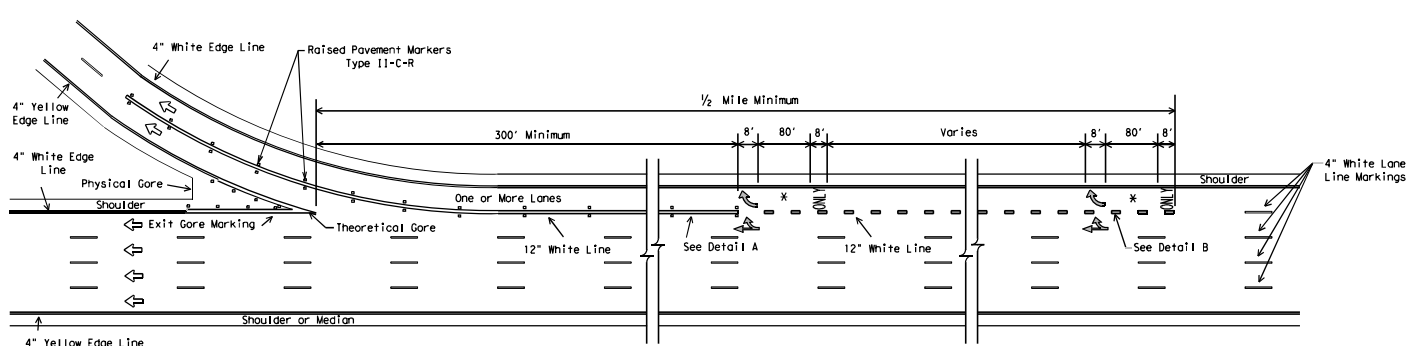 4" White Edge Line
Raised Pavement Markers
Type II-C-R
½ Mile Minimum
4" Yellow
Edge Line
300' Minimum
8'
80'
8'
Varies
8'
80'
8'
4" White Edge
Line
Physical Gore
Shoulder
One or More Lanes
*
ONLY
*
ONLY
Shoulder
4" White Lane
Line Markings
Exit Gore Marking
Theoretical Gore
12" White Line
See Detail A
12" White Line
See Detail B
Shoulder or Median
4" Yellow Edge Line